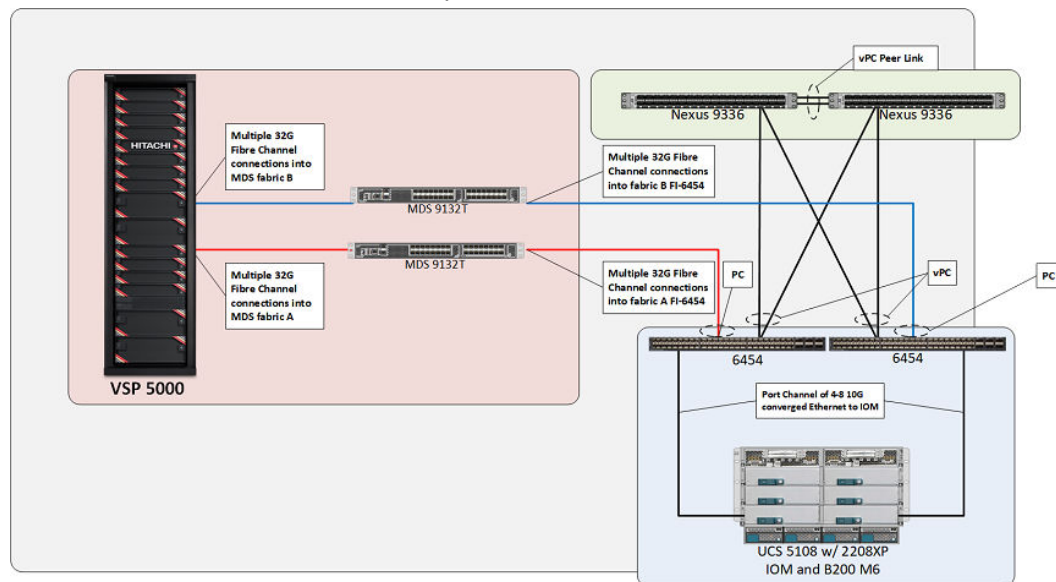 vPC Peer Link
Nexus 9336
Nexus 9336
HITACHI
Multiple 32G
Fibre Channel
connections into
MDS fabric B
Multiple 32G Fibre
Channel connections
into fabric B FI-6454
MDS 9132T
MDS 9132T
Multiple 32G
Fibre Channel
connections into
MDS fabric A
Multiple 32G Fibre
Channel connections
into fabric A FI-6454
PC
vPC
PC
6454
6454
VSP 5000
Port Channel of 4-8 10G
converged Ethernet to IOM
UCS 5108 w/ 2208XP
IOM and B200 M6